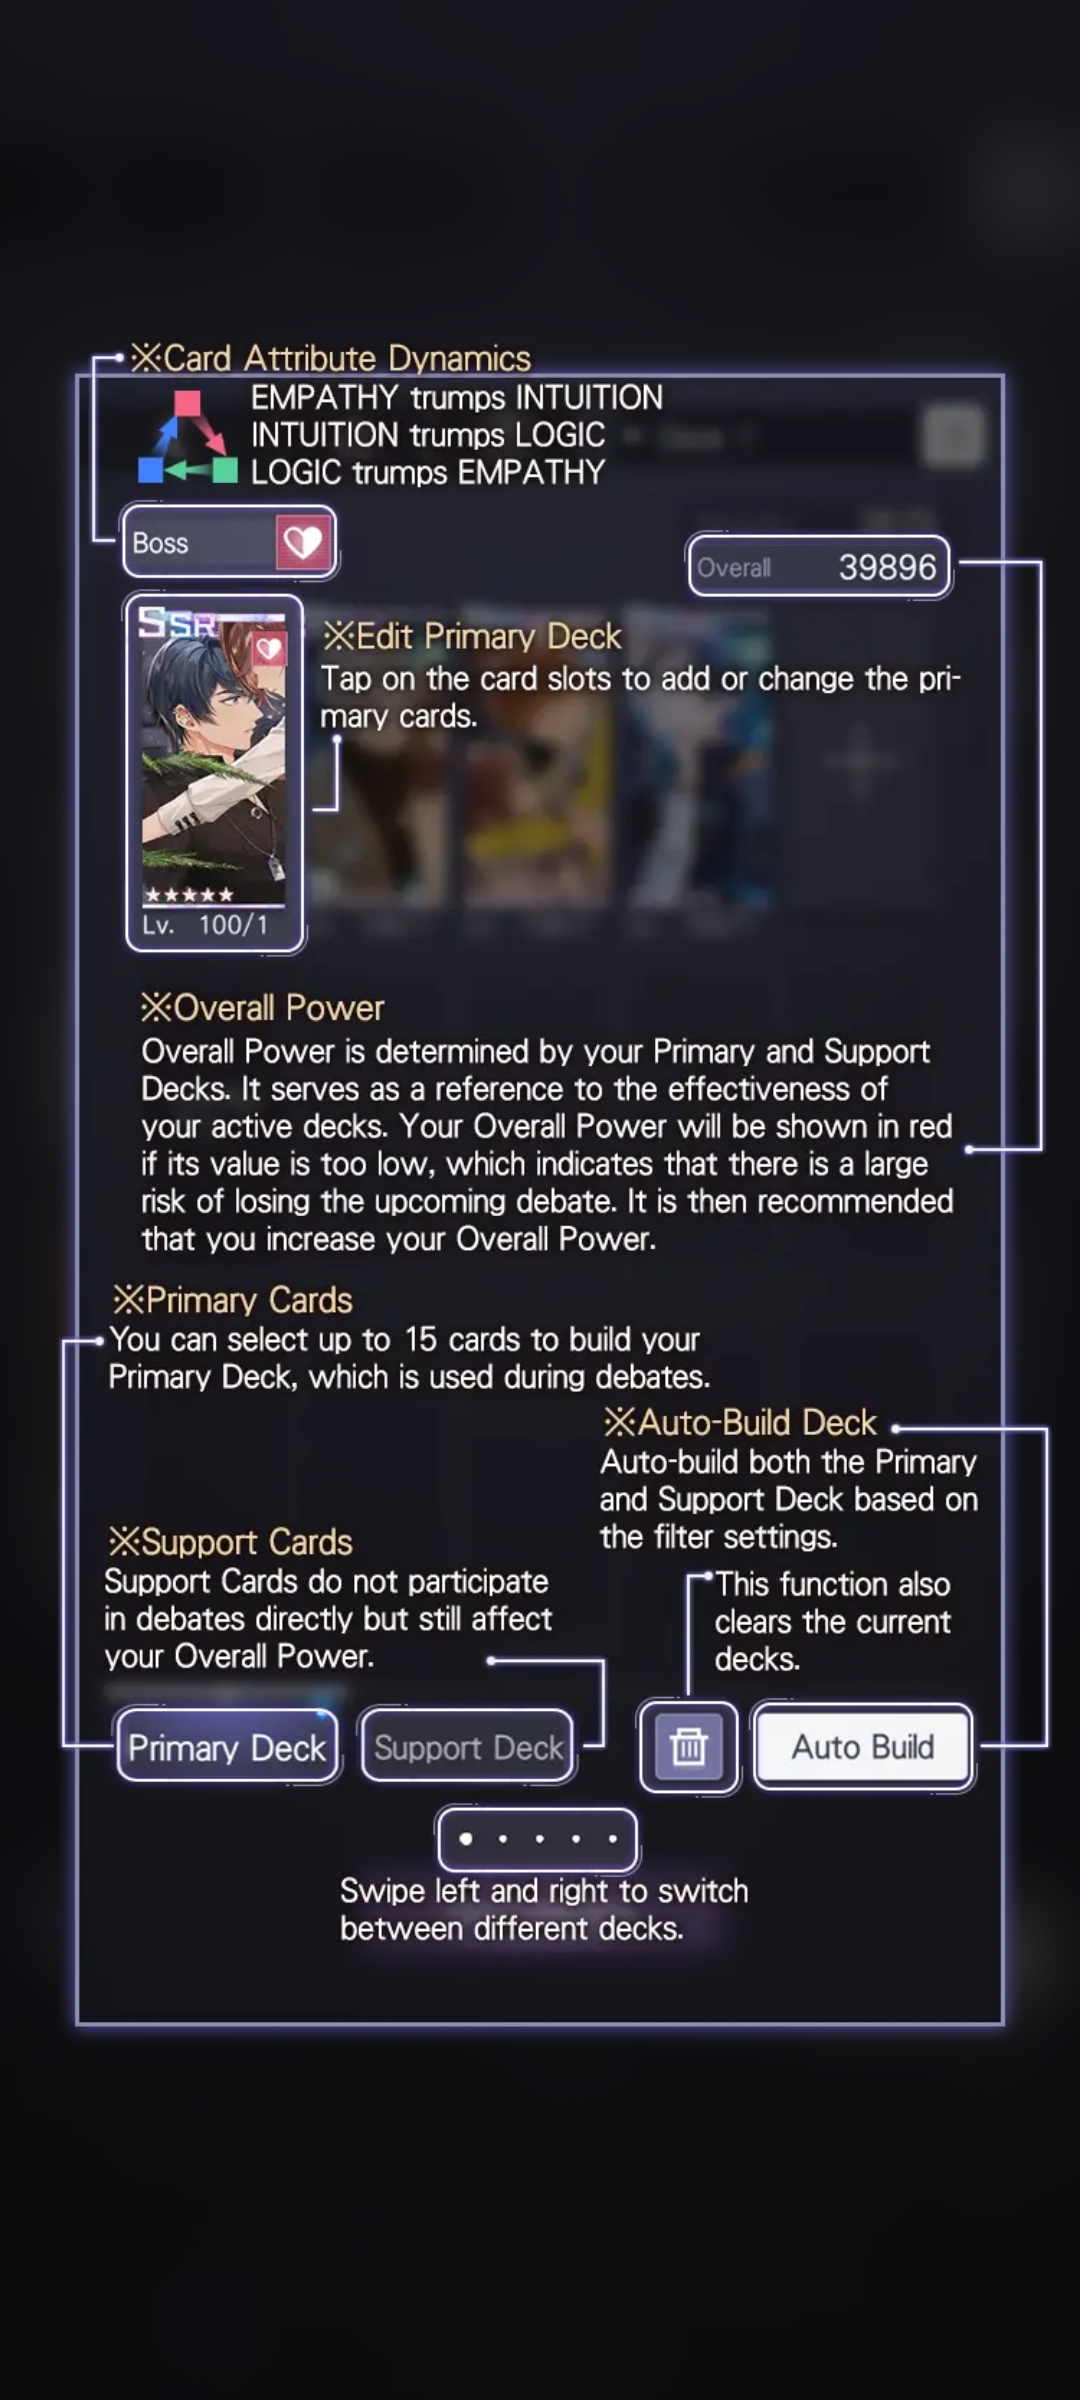 ※Card Attribute Dynamics
EMPATHY trumps INTUITION
INTUITION trumps LOGIC
LOGIC trumps EMPATHY
Boss
Overall 39896
SSR
※Edit Primary Deck
Tap on the card slots to add or change the pri-
mary cards.
Lv. 100/1
※Overall Power
Overall Power is determined by your Primary and Support
Decks. It serves as a reference to the effectiveness of
your active decks. Your Overall Power will be shown in red
if its value is too low, which indicates that there is a large
risk of losing the upcoming debate. It is then recommended
that you increase your Overall Power.
※Primary Cards
You can select up to 15 cards to build your
Primary Deck, which is used during debates.
※Auto-Build Deck
Auto-build both the Primary
and Support Deck based on
the filter settings.
※Support Cards
Support Cards do not participate
in debates directly but still affect
your Overall Power.
This function also
clears the current
decks.
Primary Deck
Support Deck
Auto Build
Swipe left and right to switch
between different decks.